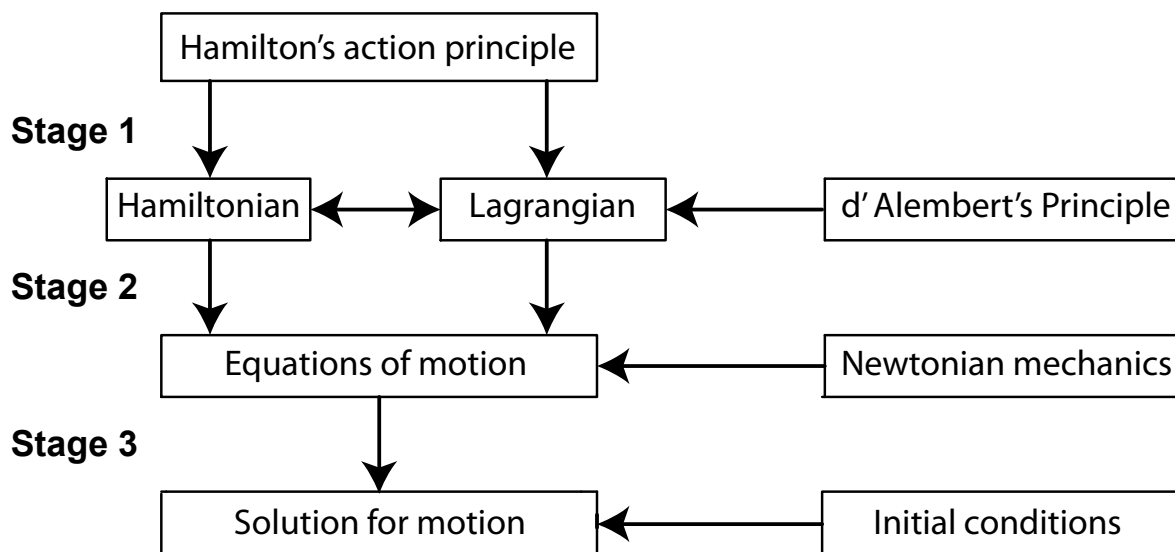 Hamilton's action principle
Stage 1
Hamiltonian
Lagrangian
d' Alembert's Principle
Stage 2
Equations of motion
Newtonian mechanics
Stage 3
Solution for motion
Initial conditions